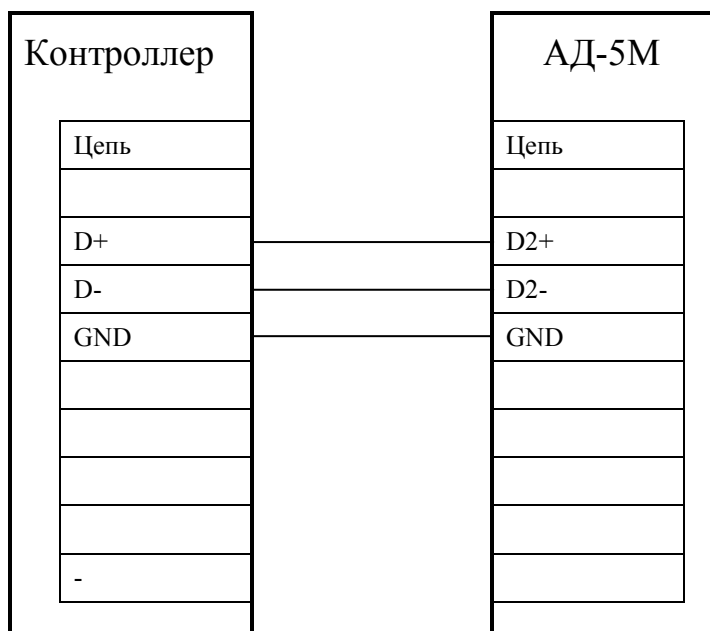 Контроллер
АД-5М
Цепь
Цепь
D+
D2+
D-
D2-
GND
GND
-